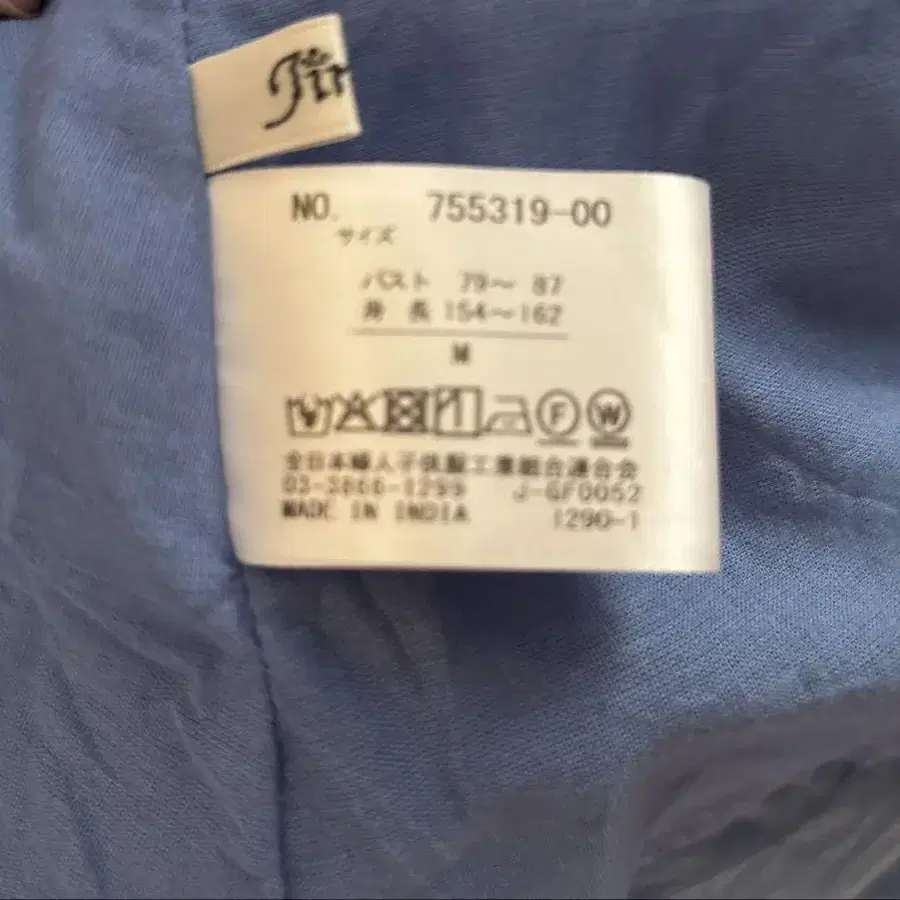 NO. 755319-00
サイズ
バスト 79〜 87
身 長 154〜162
M
F W
全日本婦人子供服工業組合連合会
03-3866-1299 J-GF0052
MADE IN INDIA 1290-1